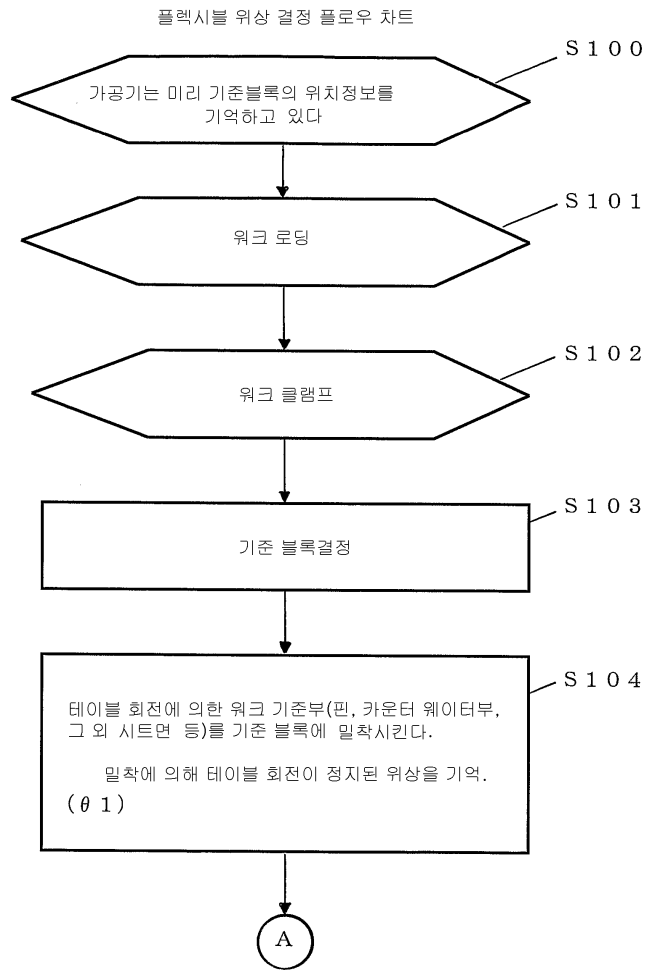 플렉시블 위상 결정 플로우 차트
S100
가공기는 미리 기준블록의 위치정보를
기억하고 있다
S101
워크 로딩
S102
워크 클램프
S103
기준 블록결정
S104
테이블 회전에 의한 워크 기준부(핀, 카운터 웨이터부,
그 외 시트면 등)를 기준 블록에 밀착시킨다.
밀착에 의해 테이블 회전이 정지된 위상을 기억.
(θ1)
A